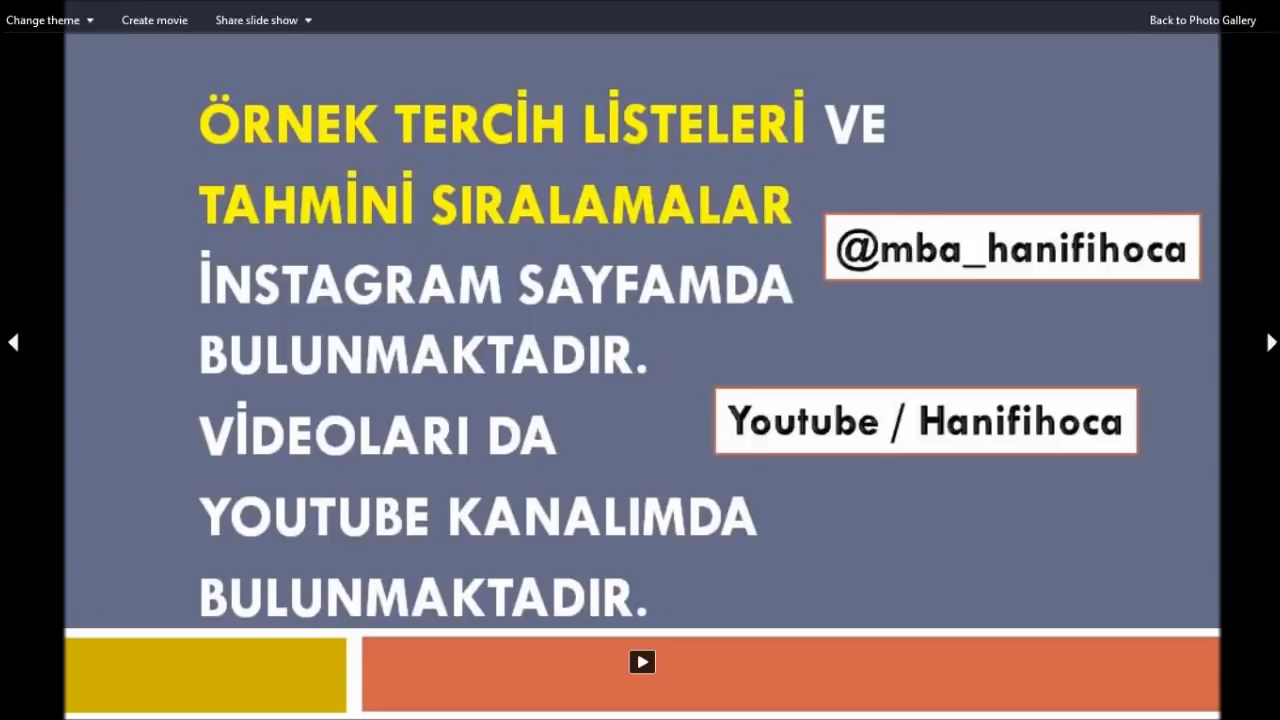 Change theme
Create movie
Share slide show
Back to Photo Gallery
ÖRNEK TERCİH LİSTELERİ VE
TAHMİNİ SIRALAMALAR
@mba_hanifihoca
İNSTAGRAM SAYFAMDA
BULUNMAKTADIR.
VİDEOLARI DA
Youtube / Hanifihoca
YOUTUBE KANALIMDA
BULUNMAKTADIR.